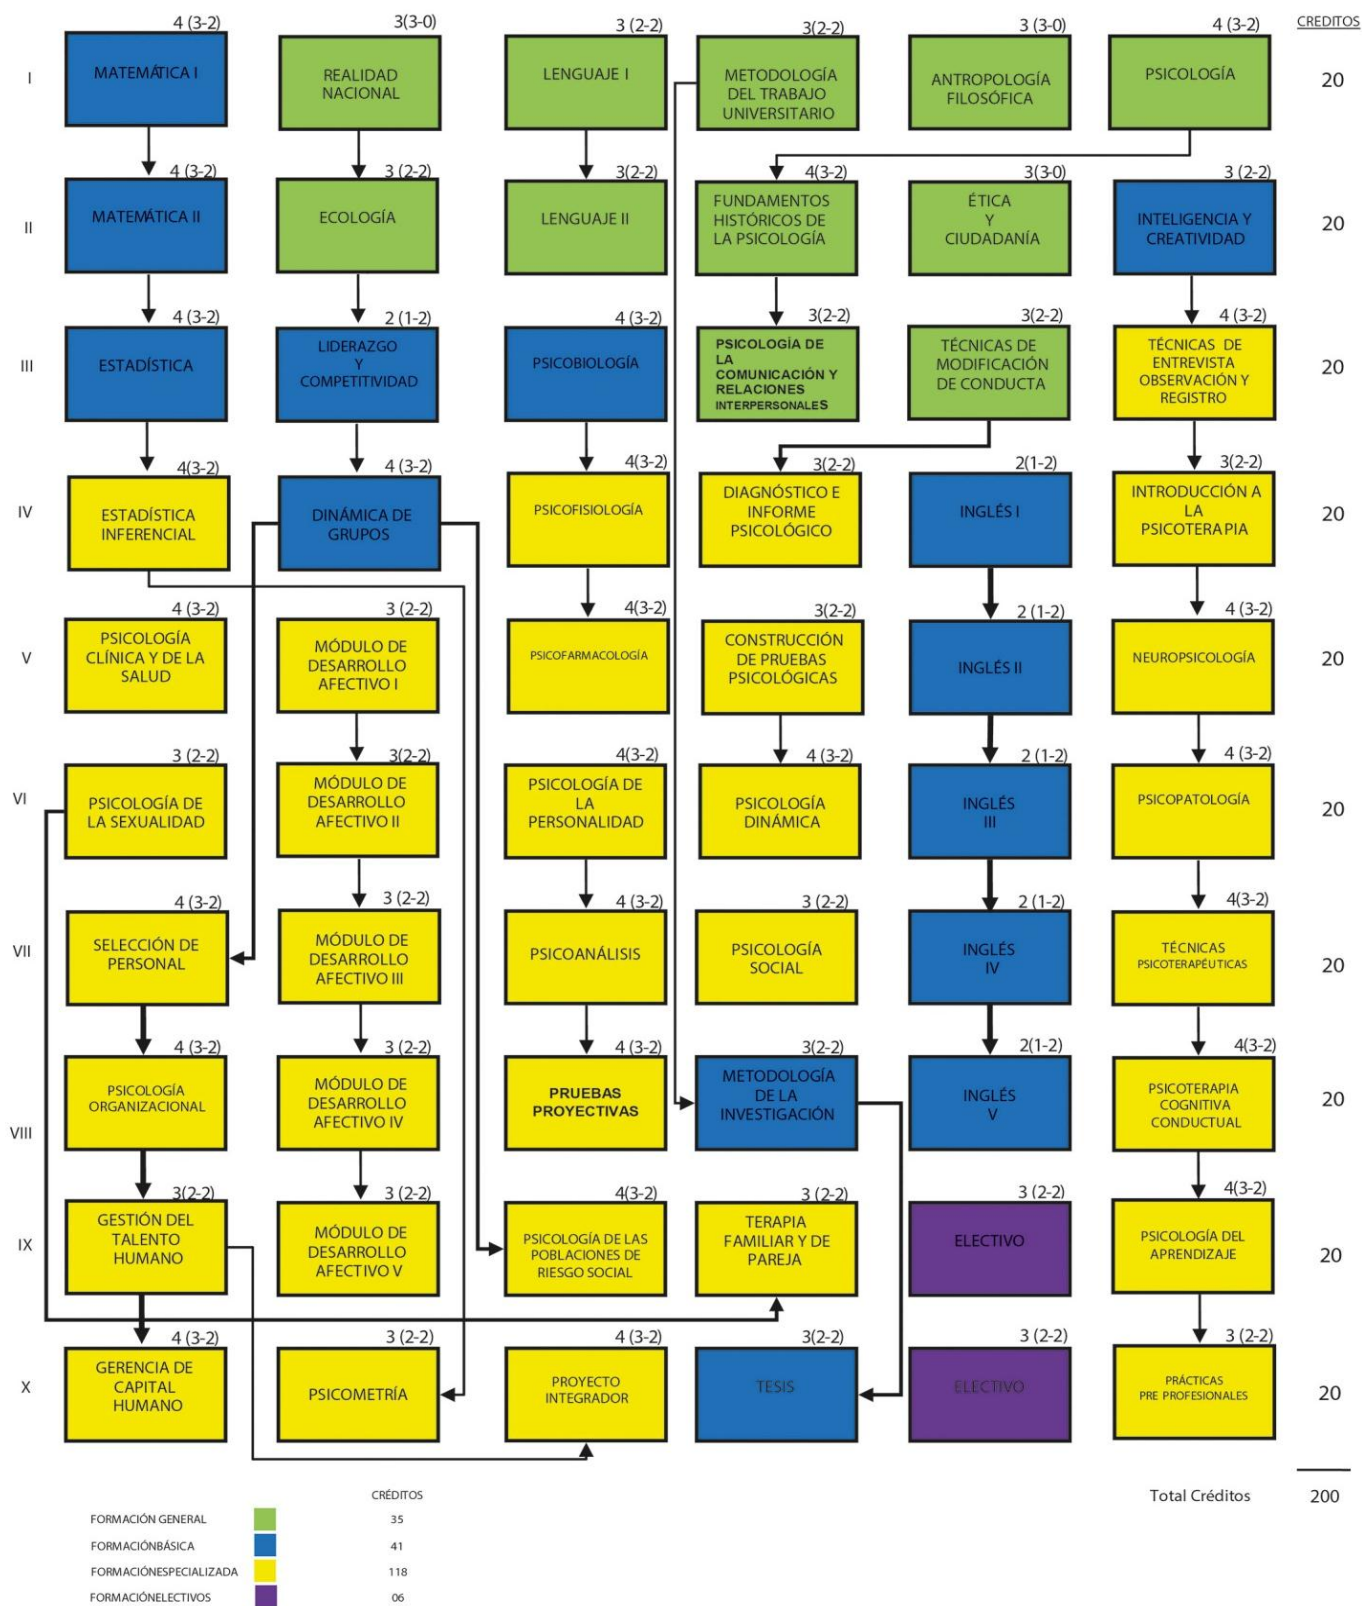 4 (3-2) 3(3-0) 3 (2-2) 3(2-2) 3 (3-0) 4 (3-2) CREDITOS
I
MATEMÁTICA I
REALIDAD
NACIONAL
LENGUAJE I
METODOLOGÍA
DEL TRABAJO
UNIVERSITARIO
ANTROPOLOGÍA
FILOSÓFICA
PSICOLOGÍA
20
4 (3-2) 3 (2-2) 3(2-2) 4(3-2) 3(3-0) 3 (2-2)
II
MATEMÁTICA II
ECOLOGÍA
LENGUAJE II
FUNDAMENTOS
HISTÓRICOS DE
LA PSICOLOGÍA
ÉTICA
Y
CIUDADANÍA
INTELIGENCIA Y
CREATIVIDAD
20
4 (3-2) 2 (1-2) 4 (3-2) 3(2-2) 3(2-2) 4 (3-2)
III
ESTADÍSTICA
LIDERAZGO
Y
COMPETITIVIDAD
PSICOBIOLOGÍA
PSICOLOGÍA DE
LA
COMUNICACIÓN Y
RELACIONES
INTERPERSONALES
TÉCNICAS DE
MODIFICACIÓN
DE CONDUCTA
TÉCNICAS DE
ENTREVISTA
OBSERVACIÓN Y
REGISTRO
20
4(3-2) 4 (3-2) 4(3-2) 3(2-2) 2(1-2) 3(2-2)
IV
ESTADÍSTICA
INFERENCIAL
DINÁMICA DE
GRUPOS
PSICOFISIOLOGÍA
DIAGNÓSTICO E
INFORME
PSICOLÓGICO
INGLÉS I
INTRODUCCIÓN A
LA
PSICOTERAPIA
20
4 (3-2) 3 (2-2) 4(3-2) 3(2-2) 2 (1-2) 4 (3-2)
V
PSICOLOGÍA
CLÍNICA Y DE LA
SALUD
MÓDULO DE
DESARROLLO
AFECTIVO I
PSICOFARMACOLOGÍA
CONSTRUCCIÓN
DE PRUEBAS
PSICOLÓGICAS
INGLÉS II
NEUROPSICOLOGÍA
20
3 (2-2) 3(2-2) 4(3-2) 4 (3-2) 2 (1-2) 4 (3-2)
VI
PSICOLOGÍA DE
LA SEXUALIDAD
MÓDULO DE
DESARROLLO
AFECTIVO II
PSICOLOGÍA DE
LA
PERSONALIDAD
PSICOLOGÍA
DINÁMICA
INGLÉS
III
PSICOPATOLOGÍA
20
4 (3-2) 3 (2-2) 4 (3-2) 3 (2-2) 2 (1-2) 4(3-2)
VII
SELECCIÓN DE
PERSONAL
MÓDULO DE
DESARROLLO
AFECTIVO III
PSICOANÁLISIS
PSICOLOGÍA
SOCIAL
INGLÉS
IV
TÉCNICAS
PSICOTERAPÉUTICAS
20
4 (3-2) 3 (2-2) 4 (3-2) 3(2-2) 2(1-2) 4(3-2)
VIII
PSICOLOGÍA
ORGANIZACIONAL
MÓDULO DE
DESARROLLO
AFECTIVO IV
PRUEBAS
PROYECTIVAS
METODOLOGÍA
DE LA
INVESTIGACIÓN
INGLÉS
V
PSICOTERAPIA
COGNITIVA
CONDUCTUAL
20
3(2-2) 3 (2-2) 4(3-2) 3 (2-2) 3 (2-2) 4(3-2)
IX
GESTIÓN DEL
TALENTO
HUMANO
MÓDULO DE
DESARROLLO
AFECTIVO V
PSICOLOGÍA DE LAS
POBLACIONES DE
RIESGO SOCIAL
TERAPIA
FAMILIAR Y DE
PAREJA
ELECTIVO
PSICOLOGÍA DEL
APRENDIZAJE
20
4 (3-2) 3 (2-2) 4 (3-2) 3(2-2) 3 (2-2) 3 (2-2)
X
GERENCIA DE
CAPITAL
HUMANO
PSICOMETRÍA
PROYECTO
INTEGRADOR
TESIS
ELECTIVO
PRÁCTICAS
PRE PROFESIONALES
20
Total Créditos 200
CRÉDITOS
FORMACIÓN GENERAL 35
FORMACIÓNBÁSICA 41
FORMACIÓNESPECIALIZADA 118
FORMACIÓNELECTIVOS 06